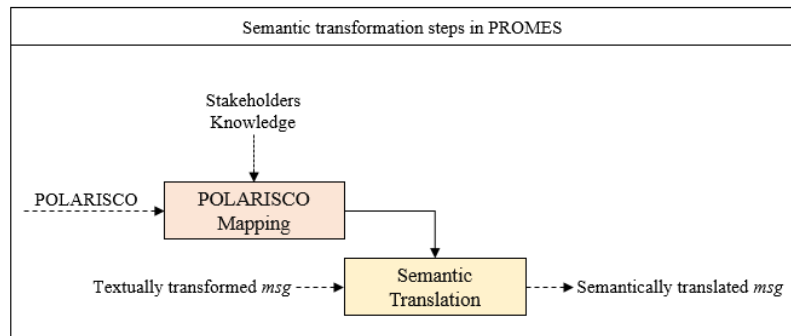 Semantic transformation steps in PROMES
Stakeholders
Knowledge
POLARISCO
POLARISCO
Mapping
Textually transformed msg
Semantic
Translation
Semantically translated msg